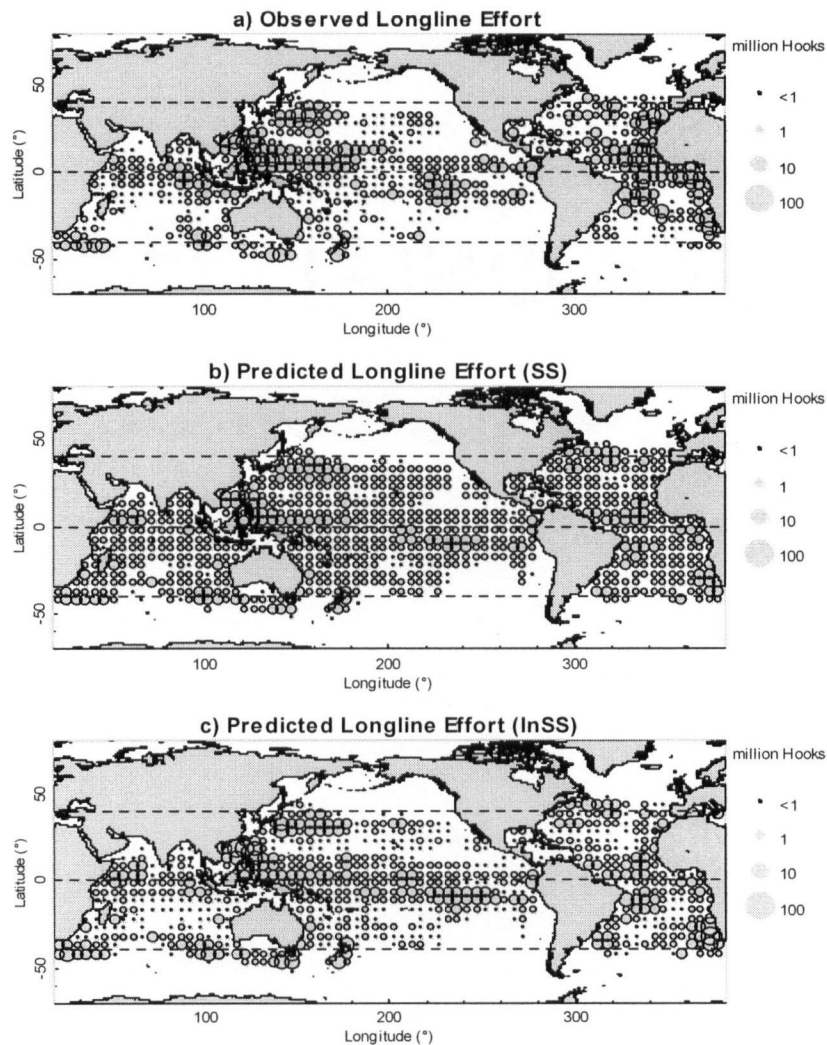 a) Observed Longline Effort
million Hooks
<1
1
10
100
50
0
-50
Latitude (°)
100
200
300
Longitude (°)
b) Predicted Longline Effort (SS)
million Hooks
<1
1
10
100
50
0
-50
Latitude (°)
100
200
300
Longitude (°)
c) Predicted Longline Effort (lnSS)
million Hooks
<1
1
10
100
50
0
-50
Latitude (°)
100
200
300
Longitude (°)